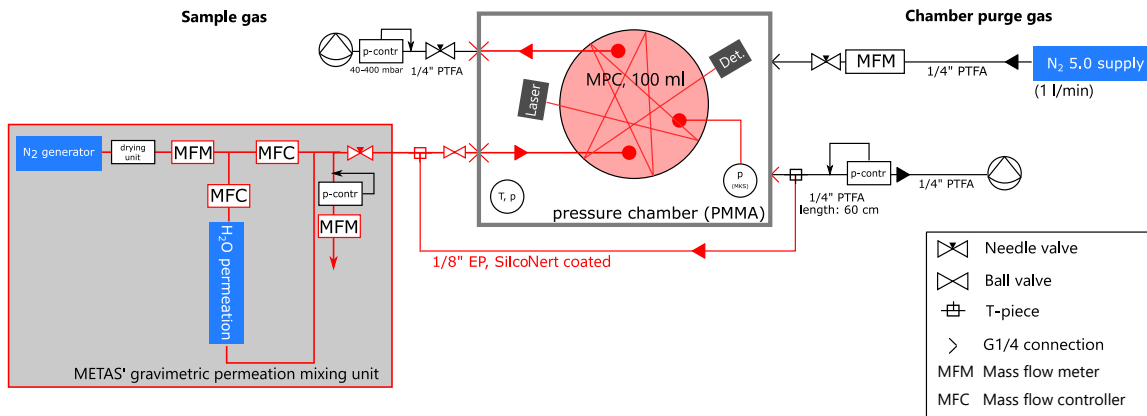 Sample gas
Chamber purge gas
p-contr
40-400 mbar
1/4" PTFA
MPC, 100 ml
Laser
Det.
MFM
1/4" PTFA
N₂ 5.0 supply
(1 l/min)
N₂ generator
drying
unit
MFM
MFC
MFC
H₂O permeation
p-contr
MFM
METAS' gravimetric permeation mixing unit
T, p
p
(MKS)
pressure chamber (PMMA)
p-contr
1/4" PTFA
length: 60 cm
1/4" PTFA
1/8" EP, SilcoNert coated
Needle valve
Ball valve
T-piece
G1/4 connection
MFM Mass flow meter
MFC Mass flow controller